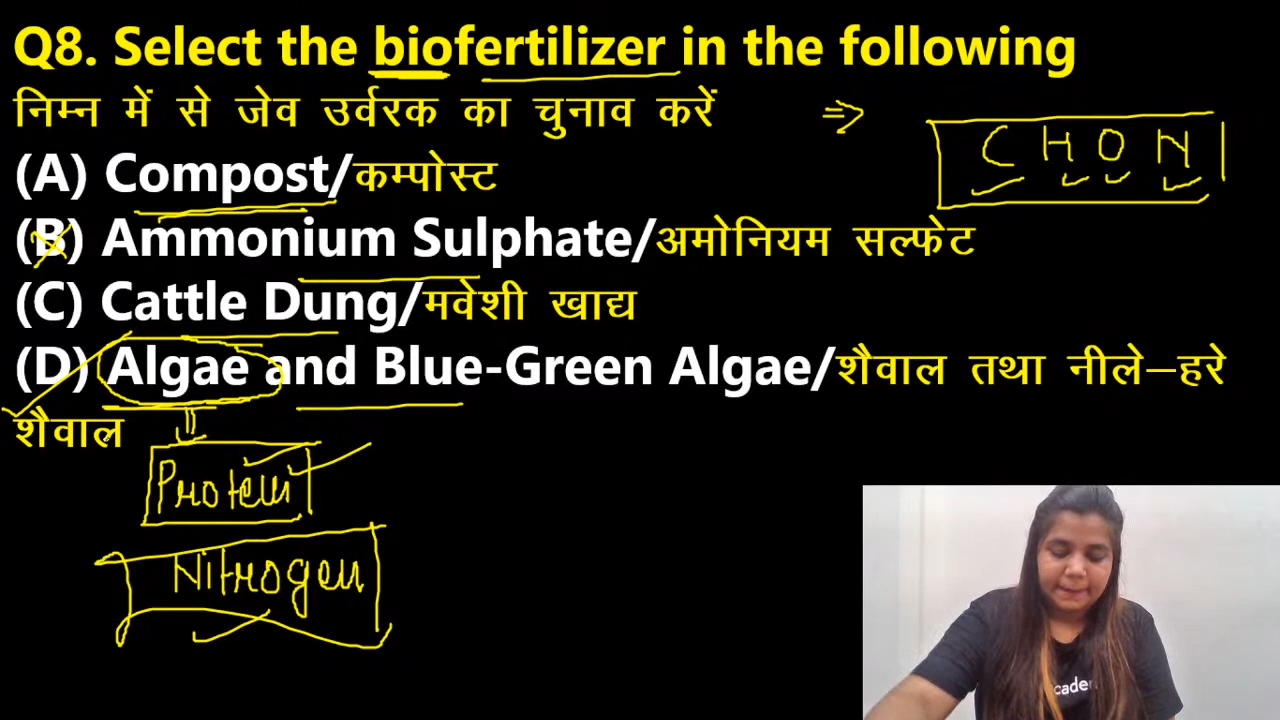 Q8. Select the biofertilizer in the following
निम्न में से जेव उर्वरक का चुनाव करें
⇒ C H O N
(A) Compost/कम्पोस्ट
(B) Ammonium Sulphate/अमोनियम सल्फेट
(C) Cattle Dung/मवेशी खाद्य
(D) Algae and Blue-Green Algae/शैवाल तथा नीले–हरे
शैवाल
Protein
Nitrogen